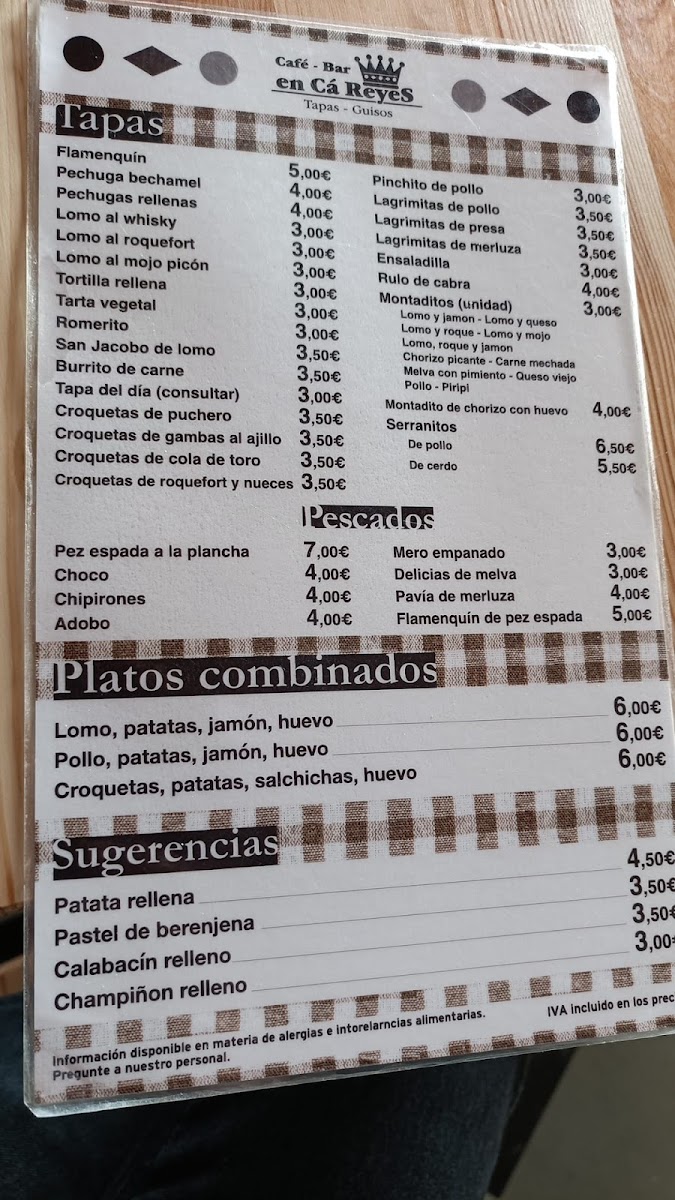 Café - Bar
en Cá Reyes
Tapas - Guisos
Tapas
Flamenquín 5,00€
Pechuga bechamel 4,00€
Pechugas rellenas 4,00€
Lomo al whisky 3,00€
Lomo al roquefort 3,00€
Lomo al mojo picón 3,00€
Tortilla rellena 3,00€
Tarta vegetal 3,00€
Romerito 3,00€
San Jacobo de lomo 3,50€
Burrito de carne 3,50€
Tapa del día (consultar) 3,00€
Croquetas de puchero 3,50€
Croquetas de gambas al ajillo 3,50€
Croquetas de cola de toro 3,50€
Croquetas de roquefort y nueces 3,50€
Pinchito de pollo 3,00€
Lagrimitas de pollo 3,50€
Lagrimitas de presa 3,50€
Lagrimitas de merluza 3,50€
Ensaladilla 3,00€
Rulo de cabra 4,00€
Montaditos (unidad) 3,00€
Lomo y jamon - Lomo y queso
Lomo y roque - Lomo y mojo
Lomo, roque y jamon
Chorizo picante - Carne mechada
Melva con pimiento - Queso viejo
Pollo - Piripi
Montadito de chorizo con huevo 4,00€
Serranitos
De pollo 6,50€
De cerdo 5,50€
Pescados
Pez espada a la plancha 7,00€
Choco 4,00€
Chipirones 4,00€
Adobo 4,00€
Mero empanado 3,00€
Delicias de melva 3,00€
Pavía de merluza 4,00€
Flamenquín de pez espada 5,00€
Platos combinados
Lomo, patatas, jamón, huevo 6,00€
Pollo, patatas, jamón, huevo 6,00€
Croquetas, patatas, salchichas, huevo 6,00€
Sugerencias
Patata rellena 4,50€
Pastel de berenjena 3,50€
Calabacín relleno 3,50€
Champiñon relleno 3,00€
Información disponible en materia de alergias e intorelarncias alimentarias.
Pregunte a nuestro personal.
IVA incluido en los prec